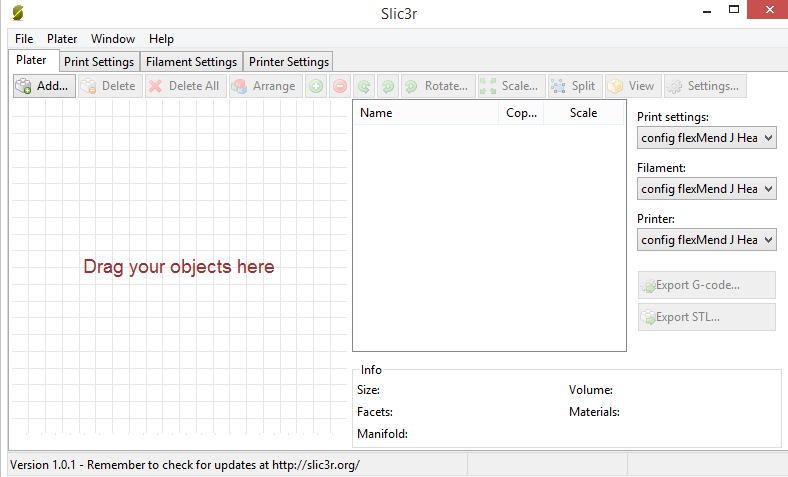 Slic3r
File Plater Window Help
Plater Print Settings Filament Settings Printer Settings
Add... Delete Delete All Arrange Rotate... Scale... Split View Settings...
Name Cop... Scale
Print settings:
config flexMend J Hea
Filament:
config flexMend J Hea
Printer:
config flexMend J Hea
Drag your objects here
Export G-code...
Export STL...
Info
Size: Volume:
Facets: Materials:
Manifold:
Version 1.0.1 - Remember to check for updates at http://slic3r.org/